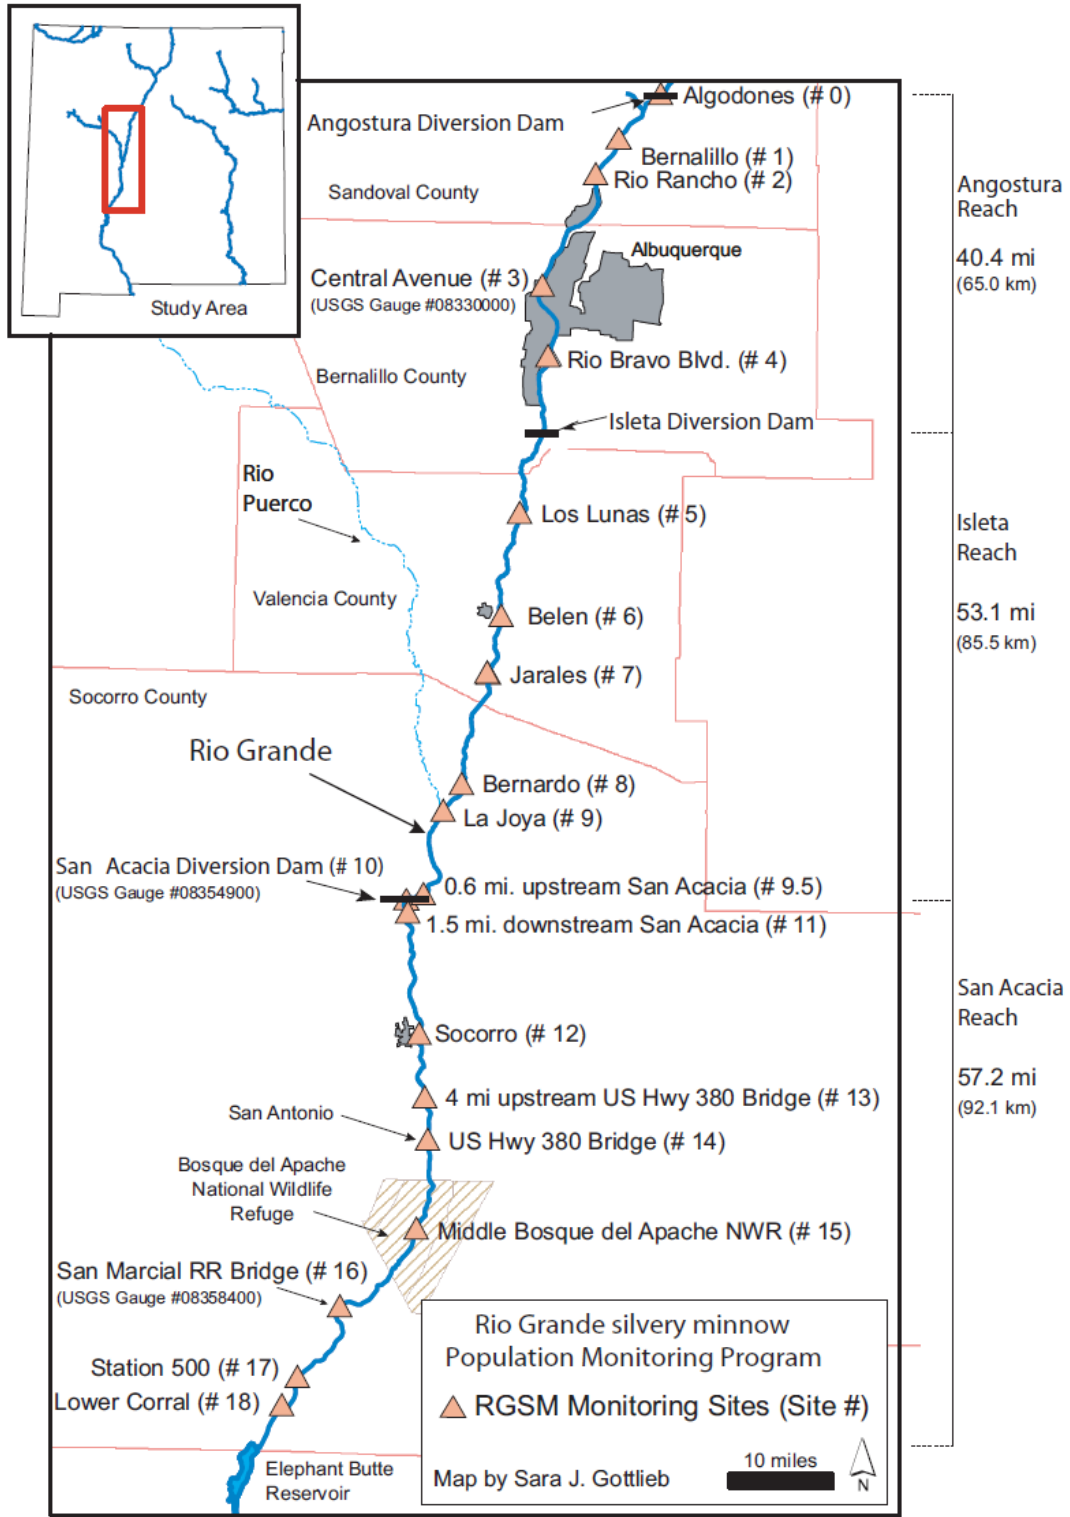 Study Area
Algodones (# 0)
Angostura Diversion Dam
Bernalillo (# 1)
Rio Rancho (# 2)
Sandoval County
Albuquerque
Central Avenue (# 3)
(USGS Gauge #08330000)
Rio Bravo Blvd. (# 4)
Bernalillo County
Isleta Diversion Dam
Rio
Puerco
Los Lunas (# 5)
Valencia County
Belen (# 6)
Jarales (# 7)
Socorro County
Rio Grande
Bernardo (# 8)
La Joya (# 9)
San Acacia Diversion Dam (# 10)
(USGS Gauge #08354900)
0.6 mi. upstream San Acacia (# 9.5)
1.5 mi. downstream San Acacia (# 11)
Socorro (# 12)
4 mi upstream US Hwy 380 Bridge (# 13)
San Antonio
US Hwy 380 Bridge (# 14)
Bosque del Apache
National Wildlife
Refuge
Middle Bosque del Apache NWR (# 15)
San Marcial RR Bridge (# 16)
(USGS Gauge #08358400)
Station 500 (# 17)
Lower Corral (# 18)
Elephant Butte
Reservoir
Rio Grande silvery minnow
Population Monitoring Program
RGSM Monitoring Sites (Site #)
10 miles
Map by Sara J. Gottlieb
N
Angostura
Reach
40.4 mi
(65.0 km)
Isleta
Reach
53.1 mi
(85.5 km)
San Acacia
Reach
57.2 mi
(92.1 km)